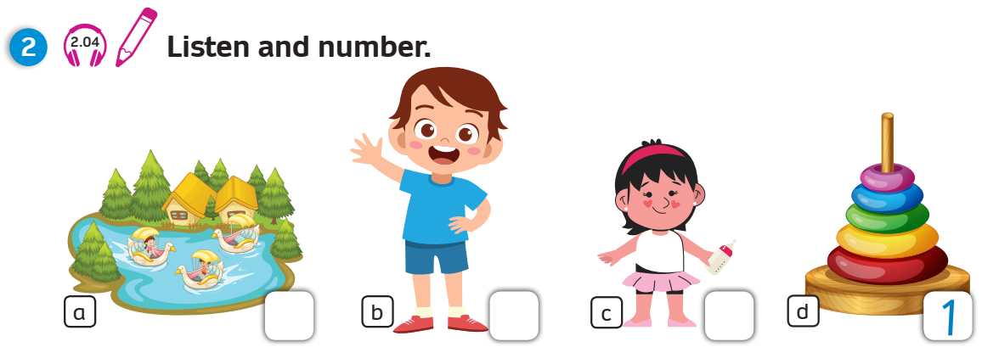 2 2.04 Listen and number.
a b c d 1